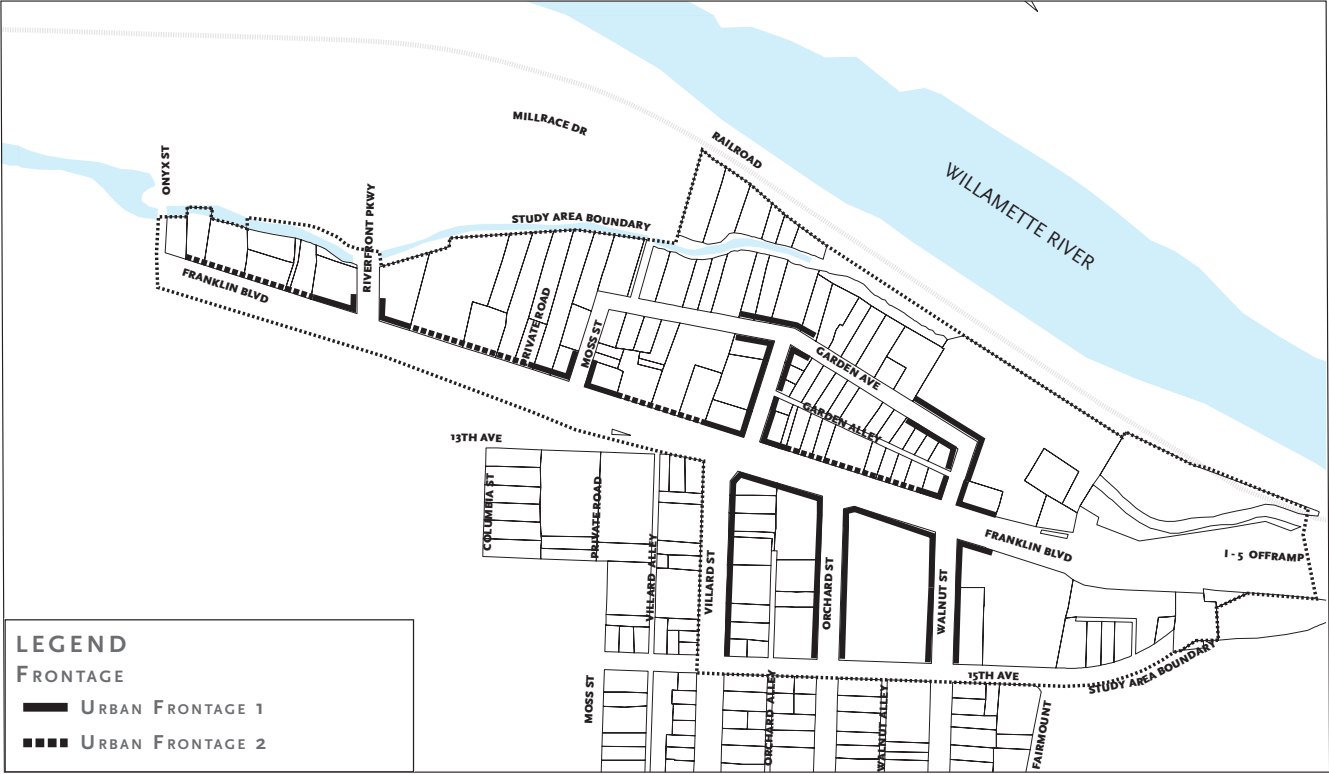 MILLRACE DR
RAILROAD
ONYX ST
WILLAMETTE RIVER
RIVERFRONT PKWY
STUDY AREA BOUNDARY
FRANKLIN BLVD
PRIVATE ROAD
MOSS ST
GARDEN AVE
GARDEN ALLEY
13TH AVE
COLUMBIA ST
PRIVATE ROAD
VILLARD ALLEY
VILLARD ST
ORCHARD ST
WALNUT ST
FRANKLIN BLVD
I - 5 OFFRAMP
15TH AVE
STUDY AREA BOUNDARY
MOSS ST
ORCHARD ALLEY
WALNUT ALLEY
FAIRMOUNT
LEGEND
FRONTAGE
URBAN FRONTAGE 1
URBAN FRONTAGE 2